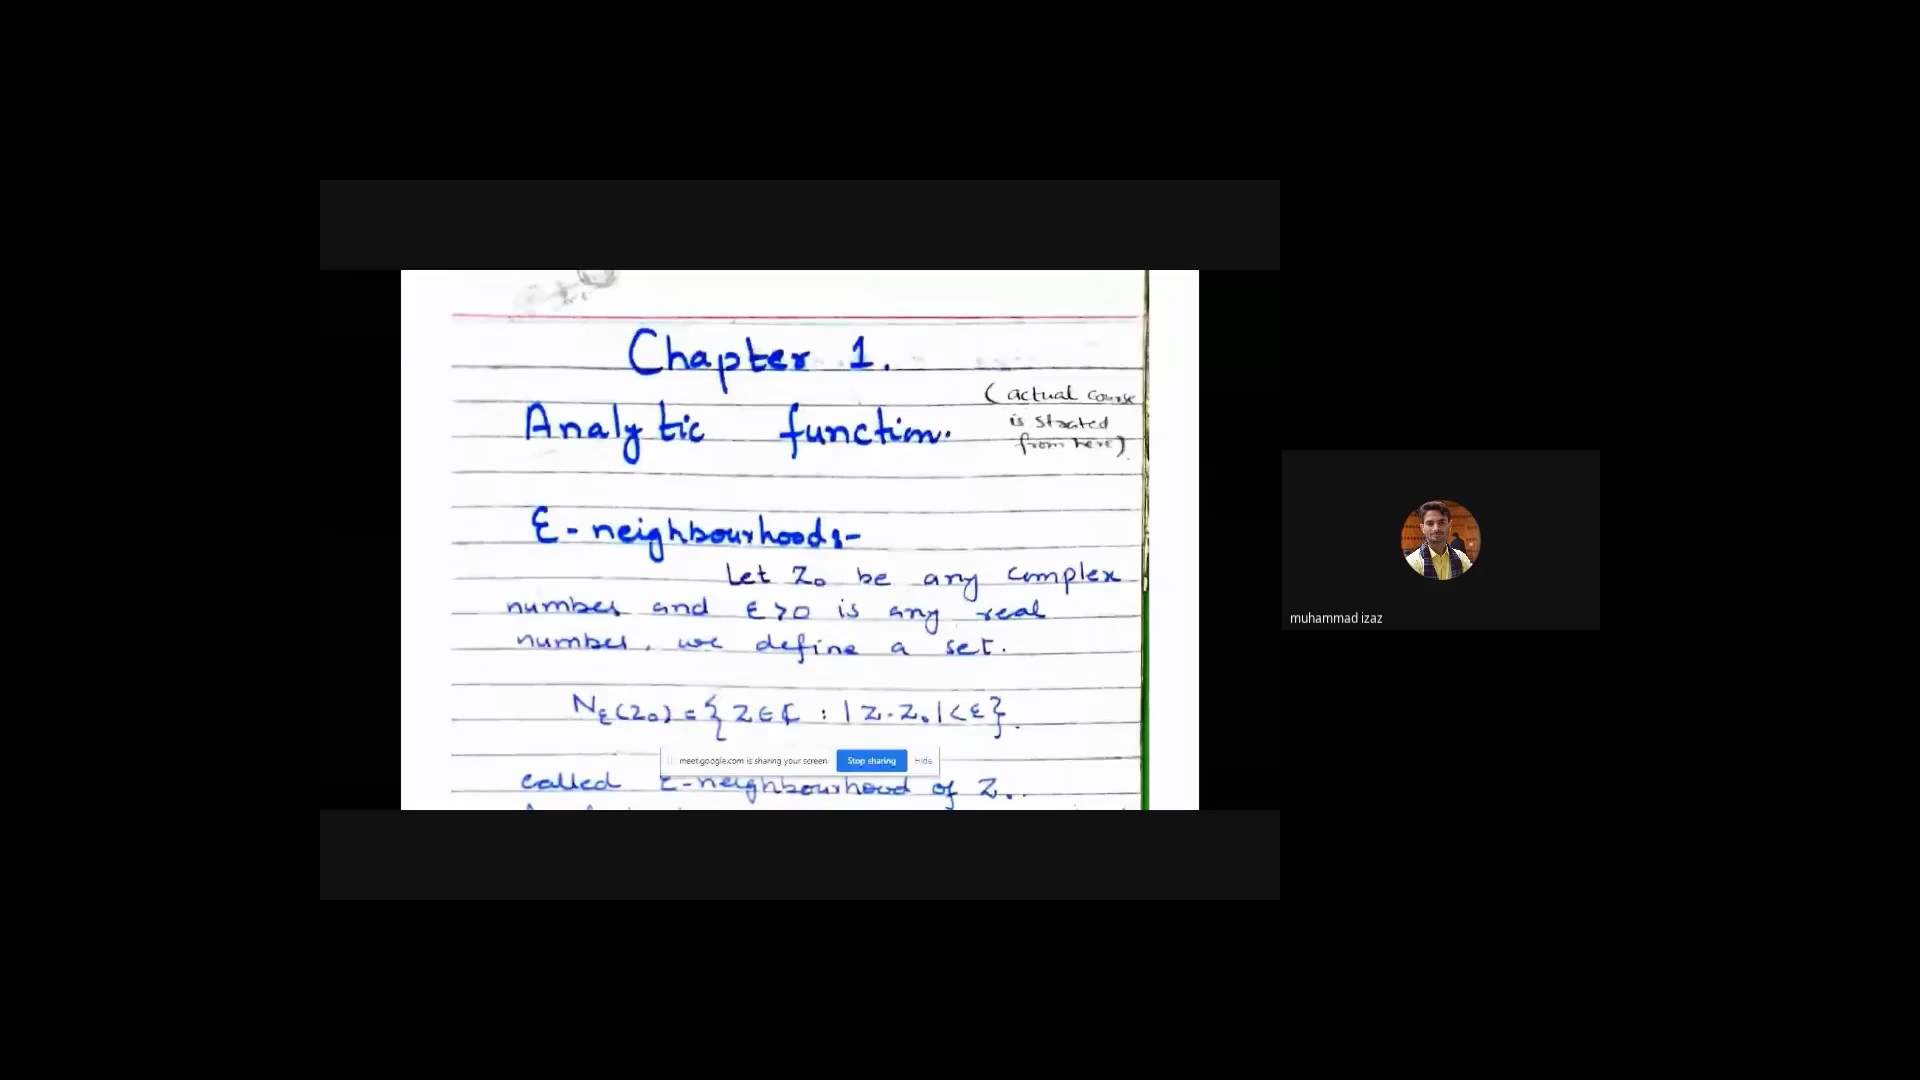 Chapter 1.
(actual course
Analytic function.
is started
from here)
ε-neighbourhood:-
Let Z₀ be any complex
number and ε>0 is any real
number, we define a set.
Nε(Z₀) = { Z ∈ ₵ : |Z-Z₀|<ε}.
meet.google.com is sharing your screen Stop sharing Hide
called ε-neighbourhood of Z₀.
muhammad izaz